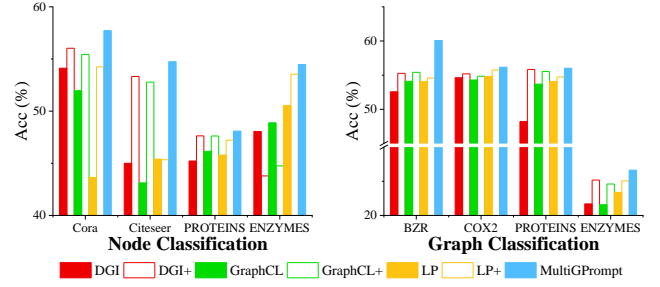 60
50
40
Acc (%)
Cora Citeseer PROTEINS ENZYMES
Node Classification
60
50
20
Acc (%)
BZR COX2 PROTEINS ENZYMES
Graph Classification
DGI DGI+ GraphCL GraphCL+ LP LP+ MultiGPrompt